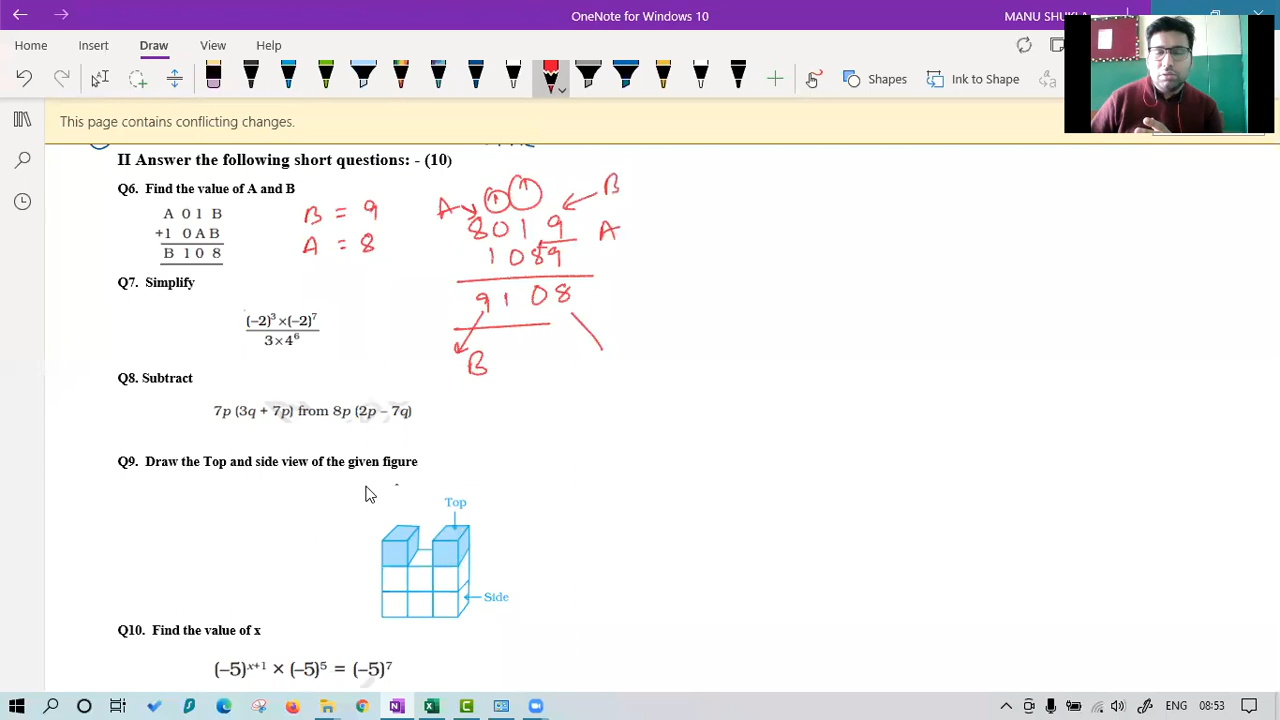 OneNote for Windows 10
MANU SHUKL
Home Insert Draw View Help
Shapes Ink to Shape
This page contains conflicting changes.
II Answer the following short questions: - (10)
Q6. Find the value of A and B
A 0 1 B
+1 0 A B
B 1 0 8
B = 9
A = 8
A B
8 0 1 9 A
1 0 8 9
9 1 0 8
B
Q7. Simplify
(–2)³×(–2)⁷
3×4⁶
Q8. Subtract
7p (3q + 7p) from 8p (2p – 7q)
Q9. Draw the Top and side view of the given figure
Top
Side
Q10. Find the value of x
(–5)ˣ⁺¹ × (–5)⁵ = (–5)⁷
ENG 08:53